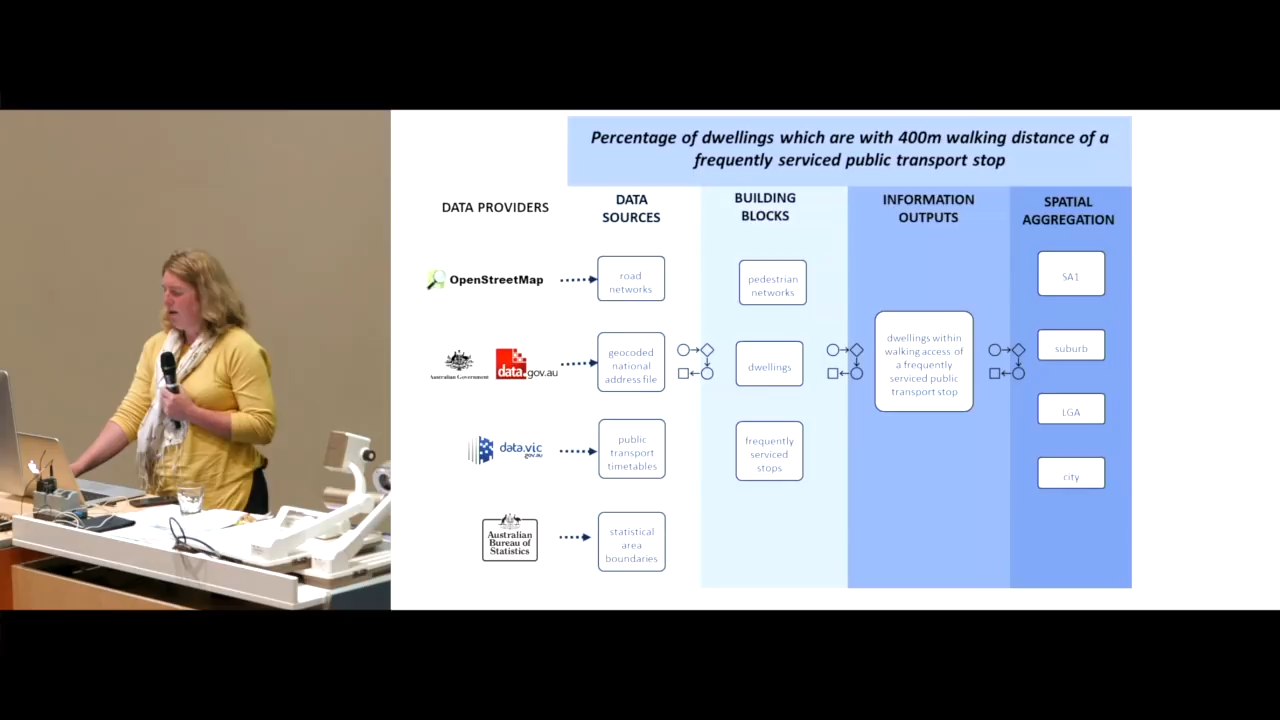 Percentage of dwellings which are with 400m walking distance of a
frequently serviced public transport stop
DATA PROVIDERS
DATA
SOURCES
BUILDING
BLOCKS
INFORMATION
OUTPUTS
SPATIAL
AGGREGATION
OpenStreetMap
road
networks
pedestrian
networks
SA1
Australian Government
data.gov.au
geocoded
national
address file
dwellings
dwellings within
walking access of
a frequently
serviced public
transport stop
suburb
LGA
data.vic
gov.au
public
transport
timetables
frequently
serviced
stops
city
Australian
Bureau of
Statistics
statistical
area
boundaries